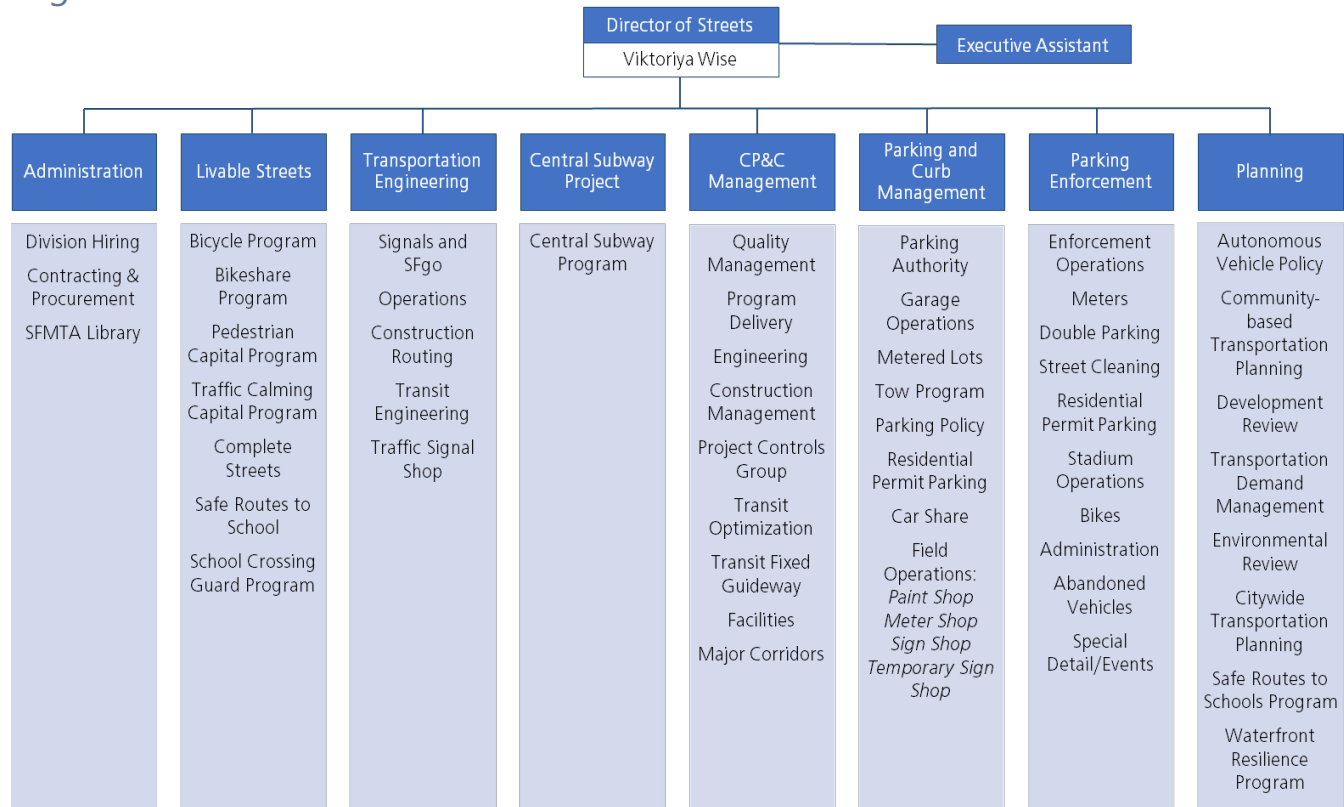 Director of Streets
Viktoriya Wise
Executive Assistant
Administration
Division Hiring
Contracting &
Procurement
SFMTA Library
Livable Streets
Bicycle Program
Bikeshare
Program
Pedestrian
Capital Program
Traffic Calming
Capital Program
Complete
Streets
Safe Routes to
School
School Crossing
Guard Program
Transportation
Engineering
Signals and
SFgo
Operations
Construction
Routing
Transit
Engineering
Traffic Signal
Shop
Central Subway
Project
Central Subway
Program
CP&C
Management
Quality
Management
Program
Delivery
Engineering
Construction
Management
Project Controls
Group
Transit
Optimization
Transit Fixed
Guideway
Facilities
Major Corridors
Parking and
Curb
Management
Parking
Authority
Garage
Operations
Metered Lots
Tow Program
Parking Policy
Residential
Permit Parking
Car Share
Field
Operations:
Paint Shop
Meter Shop
Sign Shop
Temporary Sign
Shop
Parking
Enforcement
Enforcement
Operations
Meters
Double Parking
Street Cleaning
Residential
Permit Parking
Stadium
Operations
Bikes
Administration
Abandoned
Vehicles
Special
Detail/Events
Planning
Autonomous
Vehicle Policy
Community-
based
Transportation
Planning
Development
Review
Transportation
Demand
Management
Environmental
Review
Citywide
Transportation
Planning
Safe Routes to
Schools Program
Waterfront
Resilience
Program